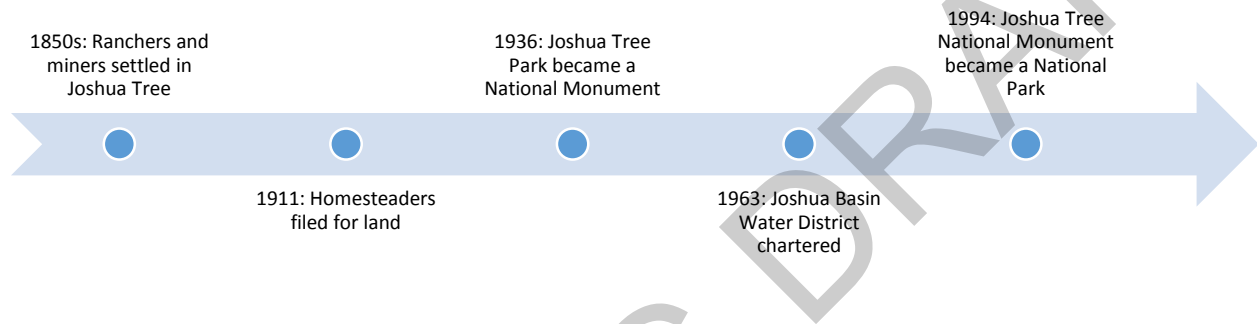 1850s: Ranchers and
miners settled in
Joshua Tree
1911: Homesteaders
filed for land
1936: Joshua Tree
Park became a
National Monument
1963: Joshua Basin
Water District
chartered
1994: Joshua Tree
National Monument
became a National
Park